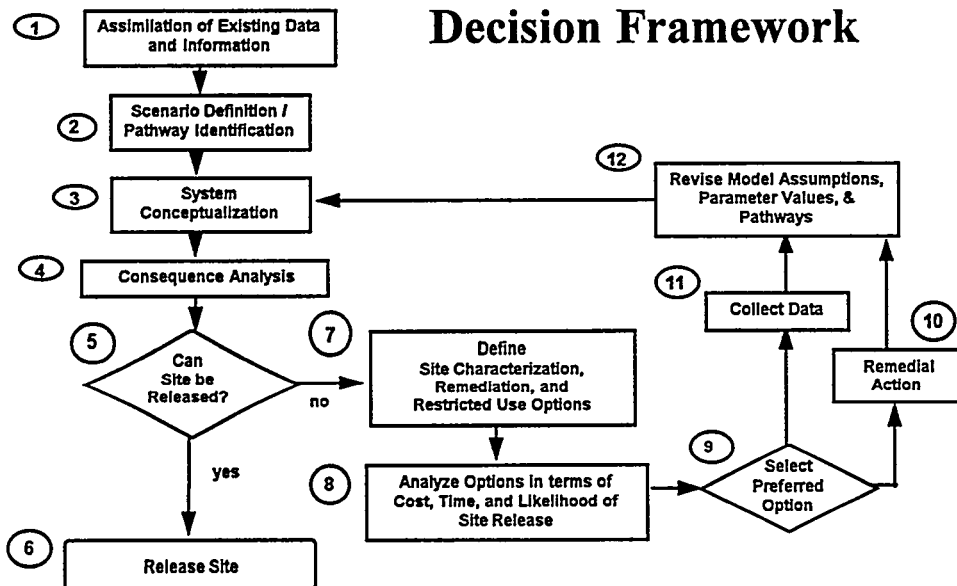 Decision Framework
1
Assimilation of Existing Data
and Information
2
Scenario Definition /
Pathway Identification
3
System
Conceptualization
4
Consequence Analysis
5
Can
Site be
Released?
no
yes
6
Release Site
7
Define
Site Characterization,
Remediation, and
Restricted Use Options
8
Analyze Options in terms of
Cost, Time, and Likelihood of
Site Release
9
Select
Preferred
Option
10
Remedial
Action
11
Collect Data
12
Revise Model Assumptions,
Parameter Values, &
Pathways